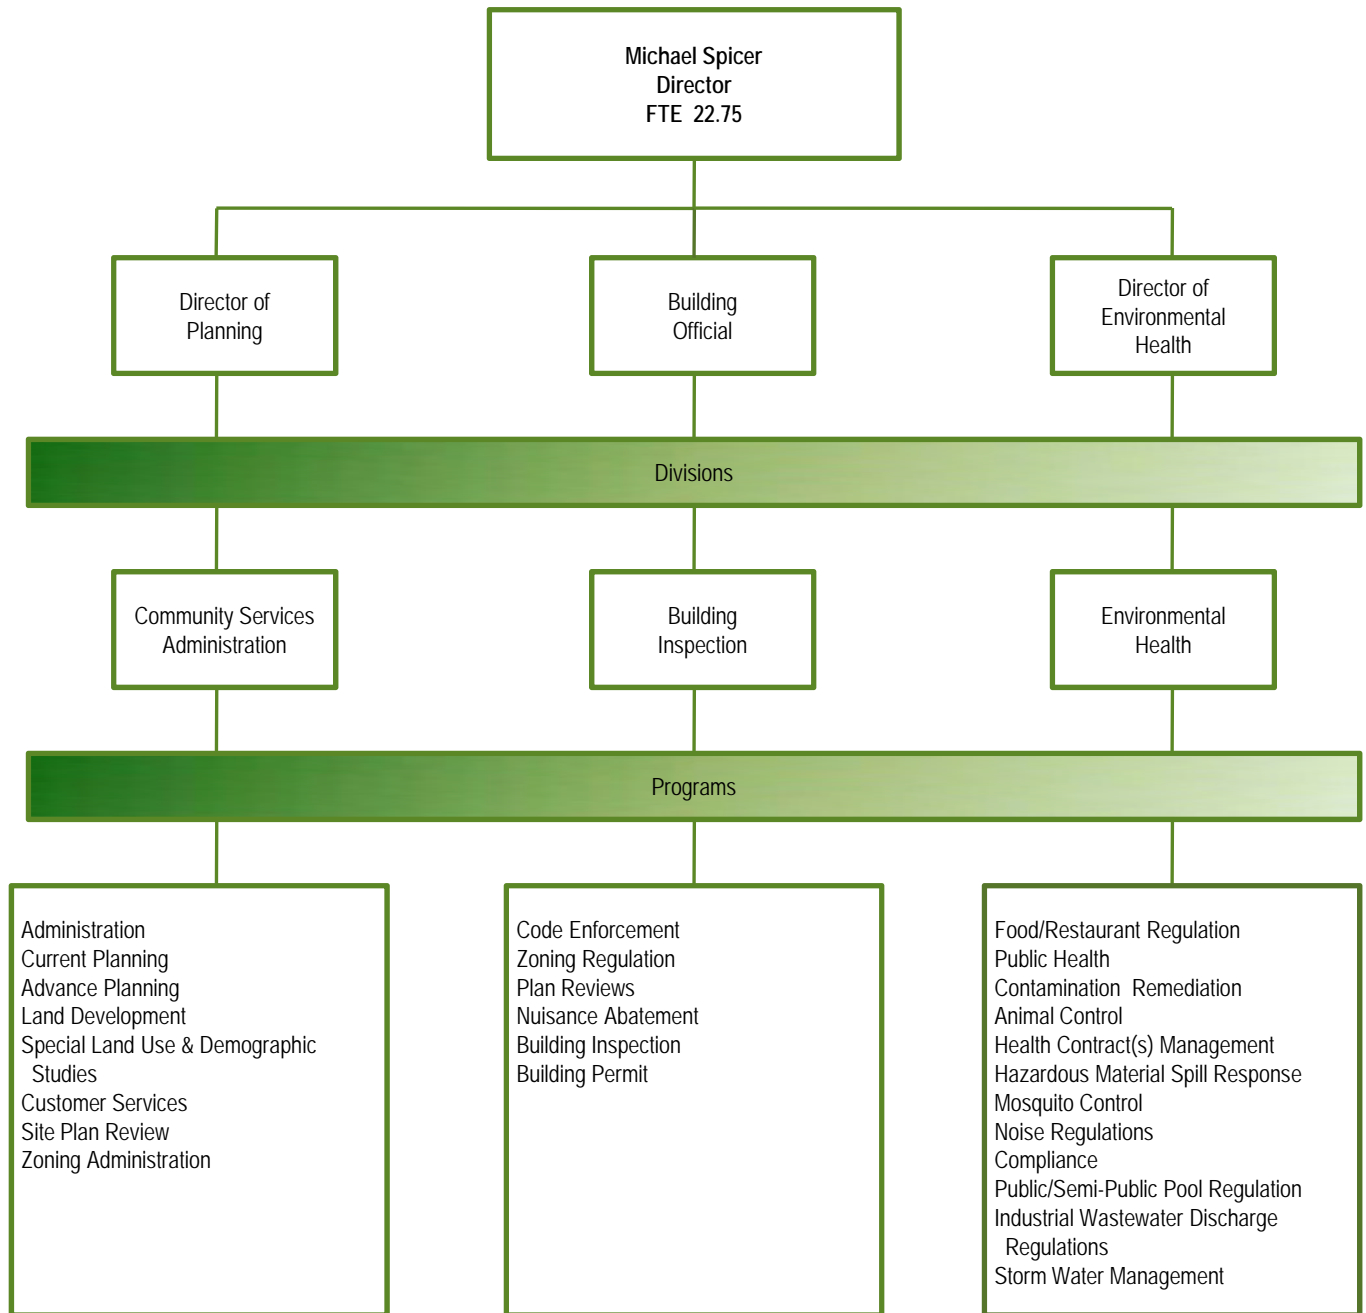 Michael Spicer
Director
FTE  22.75
Director of
Planning
Building
Official
Director of
Environmental
Health
Divisions
Community Services
Administration
Building
Inspection
Environmental
Health
Programs
Administration
Current Planning
Advance Planning
Land Development
Special Land Use & Demographic
Studies
Customer Services
Site Plan Review
Zoning Administration
Code Enforcement
Zoning Regulation
Plan Reviews
Nuisance Abatement
Building Inspection
Building Permit
Food/Restaurant Regulation
Public Health
Contamination  Remediation
Animal Control
Health Contract(s) Management
Hazardous Material Spill Response
Mosquito Control
Noise Regulations
Compliance
Public/Semi-Public Pool Regulation
Industrial Wastewater Discharge
Regulations
Storm Water Management